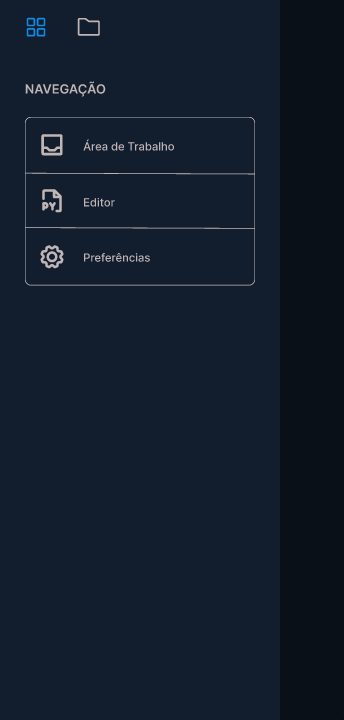 NAVEGAÇÃO
Área de Trabalho
PY
Editor
Preferências